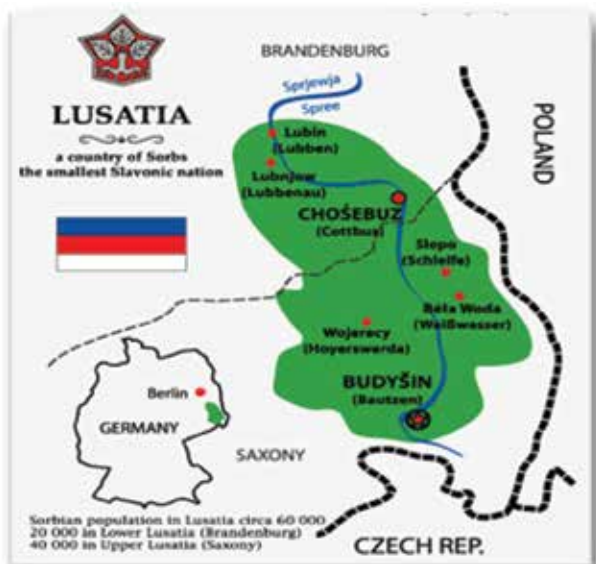 BRANDENBURG
LUSATIA
a country of Sorbs
the smallest Slavonic nation
Sprjewja
Spree
Lubin
(Lubben)
Lubnjow
(Lubbenau)
CHOŚEBUZ
(Cottbus)
POLAND
Slepo
(Schleife)
Běła Woda
(Weißwasser)
Wojerecy
(Hoyerswerda)
BUDYŠIN
(Bautzen)
Berlin
GERMANY
SAXONY
Sorbian population in Lusatia circa 60 000
20 000 in Lower Lusatia (Brandenburg)
40 000 in Upper Lusatia (Saxony)
CZECH REP.